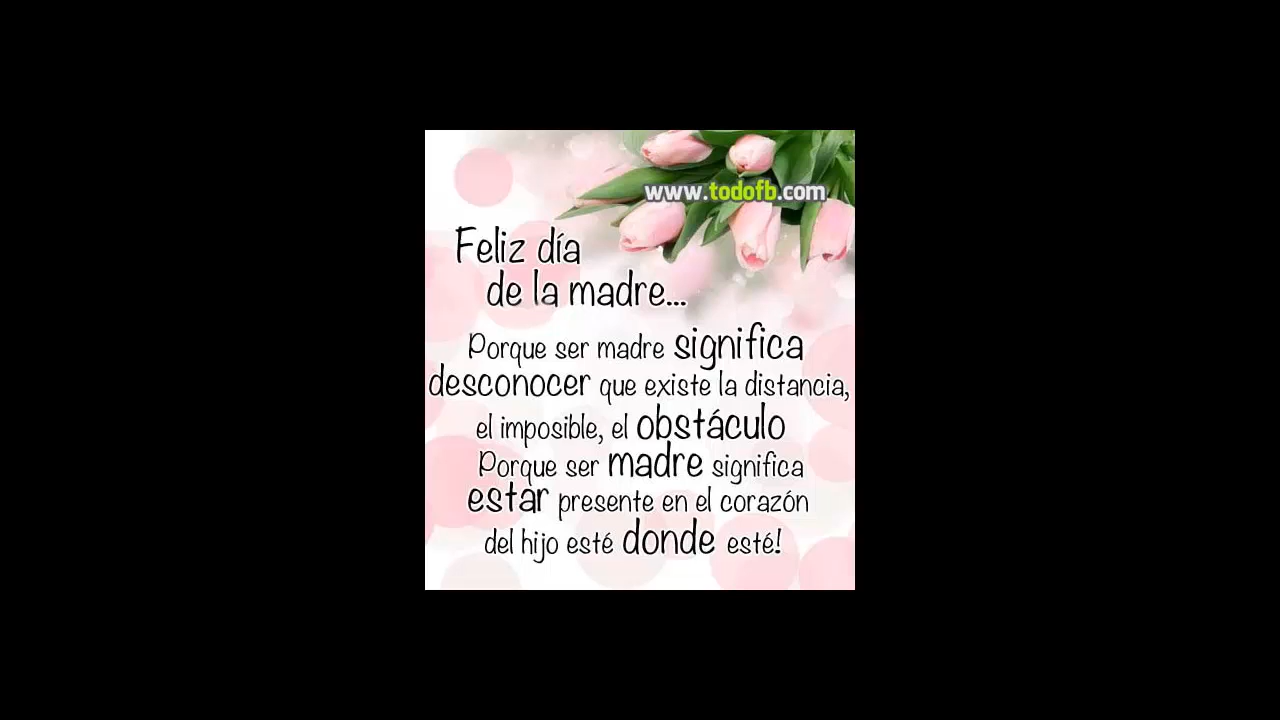 www.todofb.com
Feliz día
de la madre...
Porque ser madre significa
desconocer que existe la distancia,
el imposible, el obstáculo
Porque ser madre significa
estar presente en el corazón
del hijo esté donde esté!